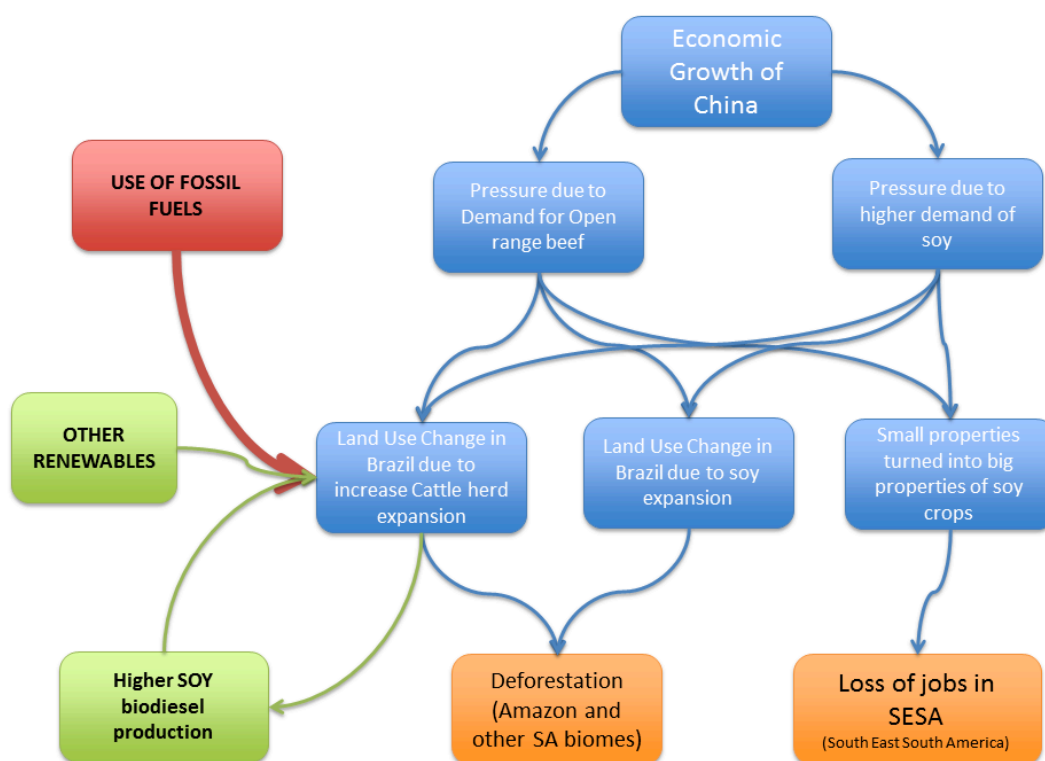 Economic
Growth of
China
USE OF FOSSIL
FUELS
Pressure due to
Demand for Open
range beef
Pressure due to
higher demand of
soy
OTHER
RENEWABLES
Land Use Change in
Brazil due to
increase Cattle herd
expansion
Land Use Change in
Brazil due to soy
expansion
Small properties
turned into big
properties of soy
crops
Higher SOY
biodiesel
production
Deforestation
(Amazon and
other SA biomes)
Loss of jobs in
SESA
(South East South America)